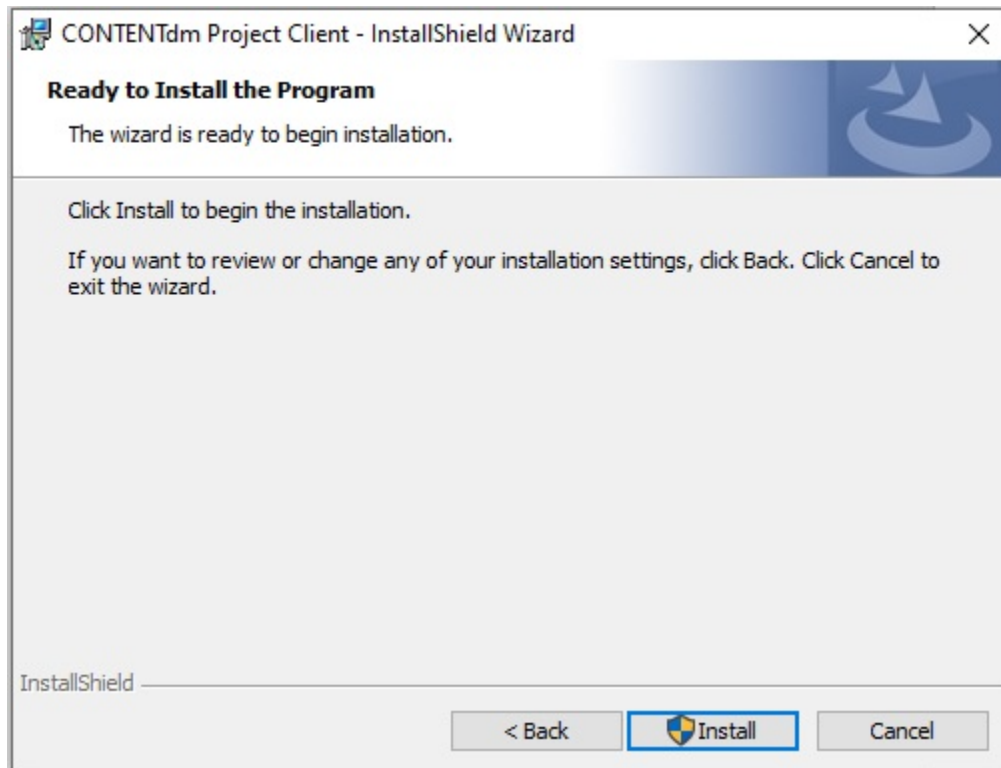 CONTENTdm Project Client - InstallShield Wizard
Ready to Install the Program
The wizard is ready to begin installation.
Click Install to begin the installation.
If you want to review or change any of your installation settings, click Back. Click Cancel to
exit the wizard.
InstallShield
< Back
Install
Cancel